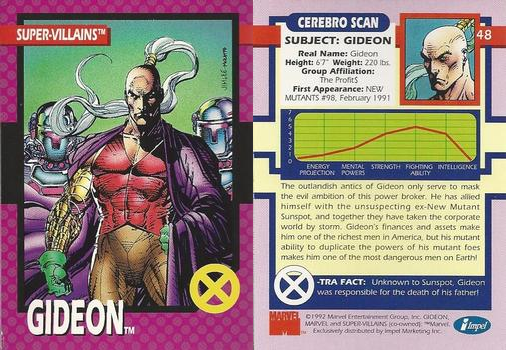 SUPER-VILLAINS™
JIM LEE
GIDEON™
CEREBRO SCAN
48
SUBJECT: GIDEON
Real Name: Gideon
Height: 6'7" Weight: 220 lbs.
Group Affiliation:
The Profit$
First Appearance: NEW
MUTANTS #98, February 1991
7
6
5
4
3
2
1
0
ENERGY PROJECTION
MENTAL POWERS
STRENGTH
FIGHTING ABILITY
INTELLIGENCE
The outlandish antics of Gideon only serve to mask
the evil ambition of this power broker. He has allied
himself with the unsuspecting ex-New Mutant
Sunspot, and together they have taken the corporate
world by storm. Gideon's finances and assets make
him one of the richest men in America, but his mutant
ability to duplicate the powers of his mutant foes
makes him one of the most dangerous men on Earth!
X-TRA FACT: Unknown to Sunspot, Gideon
was responsible for the death of his father!
MARVEL
©1992 Marvel Entertainment Group, Inc. GIDEON,
MARVEL and SUPER-VILLAINS (co-owned): ™Marvel.
Exclusively distributed by Impel Marketing Inc.
Impel